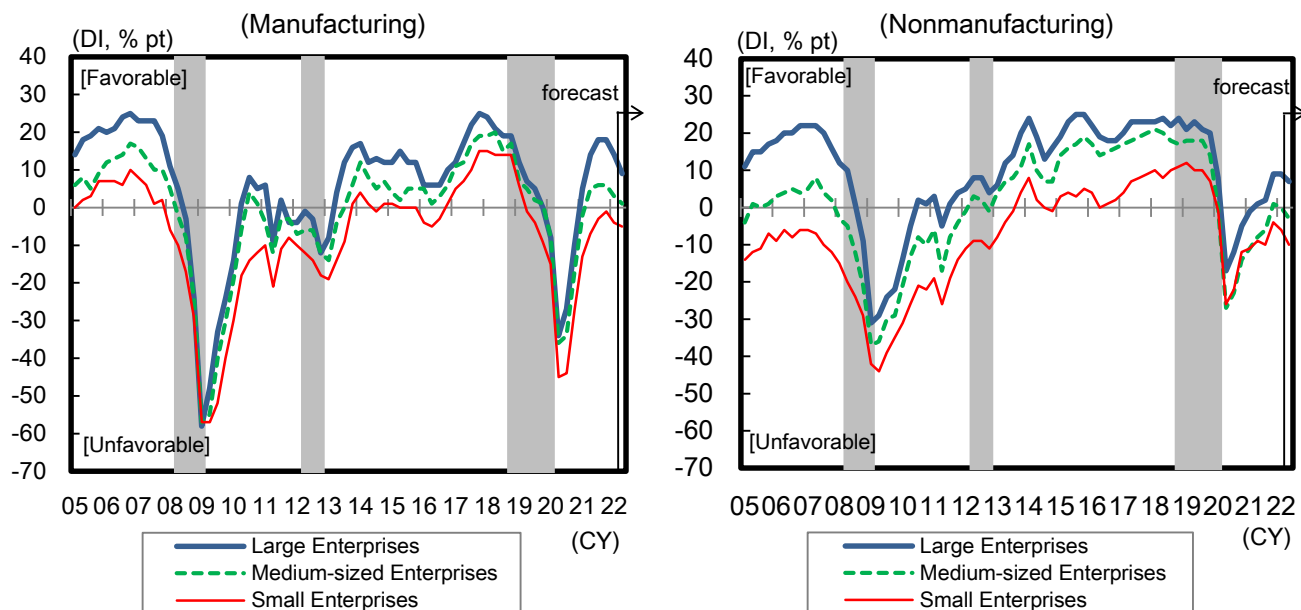 (Manufacturing)
(DI, % pt)
40
30
20
10
0
-10
-20
-30
-40
-50
-60
-70
[Favorable]
forecast
[Unfavorable]
05 06 07 08 09 10 11 12 13 14 15 16 17 18 19 20 21 22
(CY)
Large Enterprises
Medium-sized Enterprises
Small Enterprises
(Nonmanufacturing)
(DI, % pt)
40
30
20
10
0
-10
-20
-30
-40
-50
-60
-70
[Favorable]
forecast
[Unfavorable]
05 06 07 08 09 10 11 12 13 14 15 16 17 18 19 20 21 22
(CY)
Large Enterprises
Medium-sized Enterprises
Small Enterprises